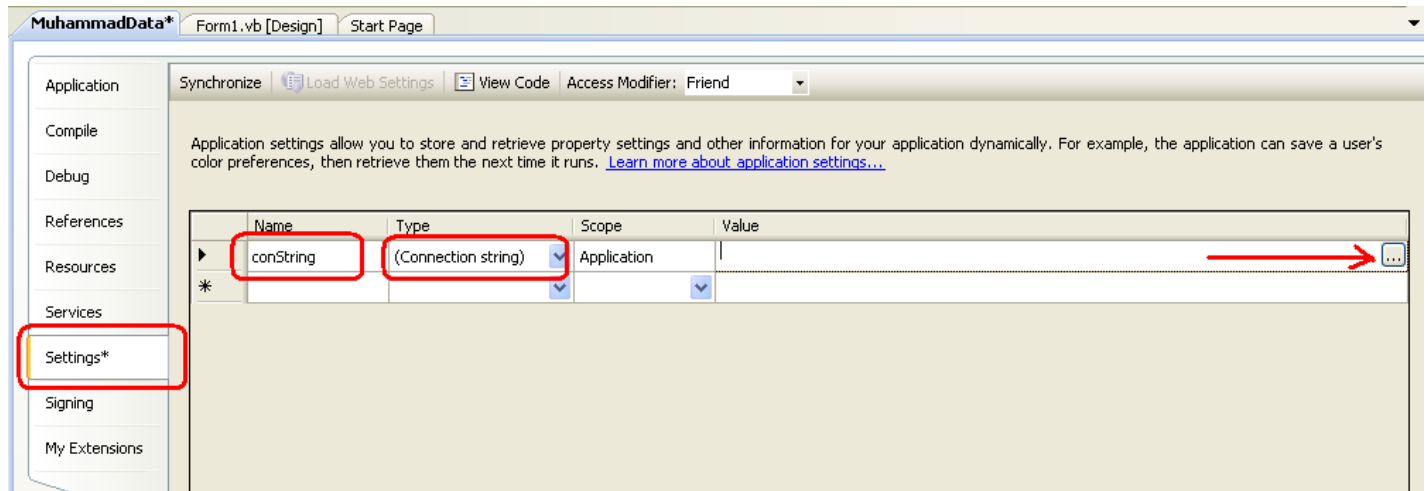 MuhammadData* Form1.vb [Design] Start Page
Application
Compile
Debug
References
Resources
Services
Settings*
Signing
My Extensions
Synchronize Load Web Settings View Code Access Modifier: Friend
Application settings allow you to store and retrieve property settings and other information for your application dynamically. For example, the application can save a user's
color preferences, then retrieve them the next time it runs. Learn more about application settings...
Name Type Scope Value
conString (Connection string) Application ...